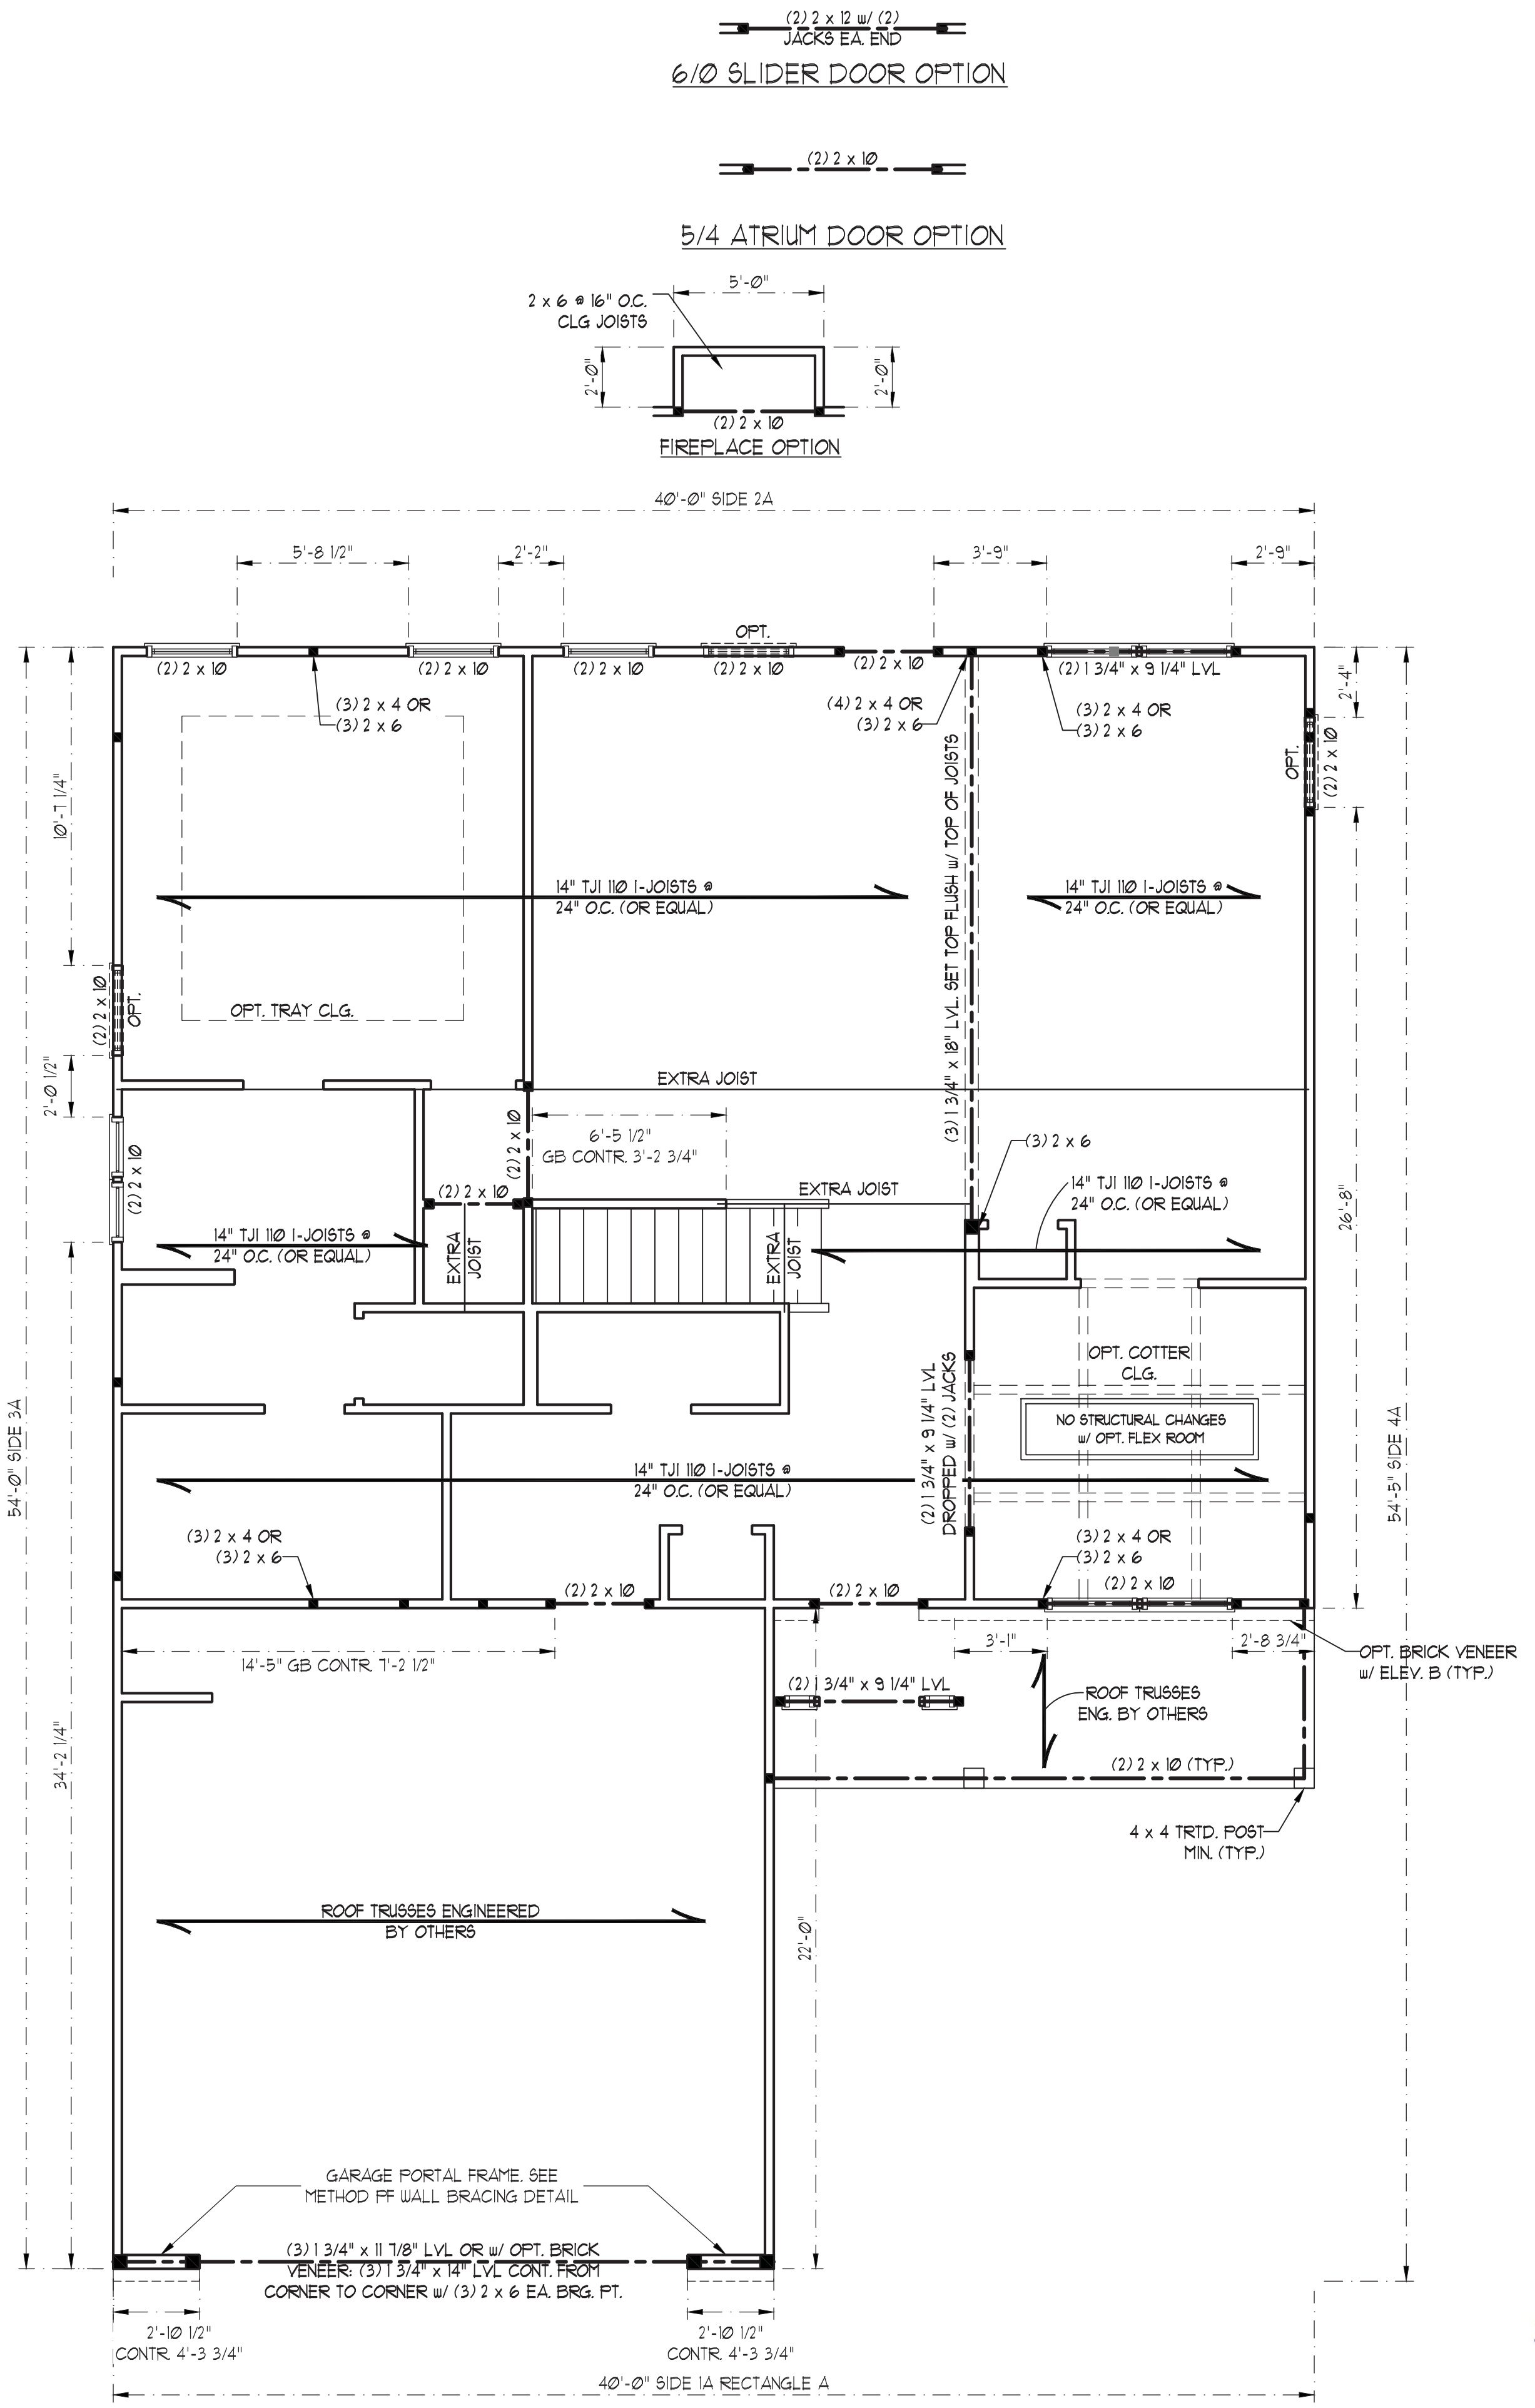 (2) 2 x 12 w/ (2)
JACKS EA. END
6/0 SLIDER DOOR OPTION
(2) 2 x 10
5/4 ATRIUM DOOR OPTION
5'-0"
2 x 6 @ 16" O.C.
CLG JOISTS
2'-0"
2'-0"
(2) 2 x 10
FIREPLACE OPTION
40'-0" SIDE 2A
5'-8 1/2"
2'-2"
3'-9"
2'-9"
OPT.
(2) 2 x 10
(2) 2 x 10
(2) 2 x 10
(2) 2 x 10
(2) 2 x 10
(2) 1 3/4" x 9 1/4" LVL
2'-4"
(3) 2 x 4 OR
(3) 2 x 6
(4) 2 x 4 OR
(3) 2 x 6
(3) 2 x 4 OR
(3) 2 x 6
OPT.
(2) 2 x 10
10'-7 1/4"
(3) 1 3/4" x 18" LVL. SET TOP FLUSH w/ TOP OF JOISTS
14" TJI 110 I-JOISTS @
24" O.C. (OR EQUAL)
14" TJI 110 I-JOISTS @
24" O.C. (OR EQUAL)
OPT. TRAY CLG.
(2) 2 x 10
OPT.
2'-0 1/2"
EXTRA JOIST
6'-5 1/2"
GB CONTR. 3'-2 3/4"
(2) 2 x 10
(2) 2 x 10
(2) 2 x 10
EXTRA JOIST
(3) 2 x 6
14" TJI 110 I-JOISTS @
24" O.C. (OR EQUAL)
26'-8"
14" TJI 110 I-JOISTS @
24" O.C. (OR EQUAL)
EXTRA
JOIST
EXTRA
JOIST
OPT. COTTER
CLG.
(2) 1 3/4" x 9 1/4" LVL
DROPPED w/ (2) JACKS
NO STRUCTURAL CHANGES
w/ OPT. FLEX ROOM
54'-0" SIDE 3A
54'-5" SIDE 4A
14" TJI 110 I-JOISTS @
24" O.C. (OR EQUAL)
(3) 2 x 4 OR
(3) 2 x 6
(3) 2 x 4 OR
(3) 2 x 6
(2) 2 x 10
(2) 2 x 10
(2) 2 x 10
14'-5" GB CONTR. 7'-2 1/2"
3'-1"
2'-8 3/4"
OPT. BRICK VENEER
w/ ELEV. B (TYP.)
(2) 1 3/4" x 9 1/4" LVL
ROOF TRUSSES
ENG. BY OTHERS
34'-2 1/4"
(2) 2 x 10 (TYP.)
4 x 4 TRTD. POST
MIN. (TYP.)
ROOF TRUSSES ENGINEERED
BY OTHERS
22'-0"
GARAGE PORTAL FRAME. SEE
METHOD PF WALL BRACING DETAIL
(3) 1 3/4" x 11 7/8" LVL OR w/ OPT. BRICK
VENEER: (3) 1 3/4" x 14" LVL CONT. FROM
CORNER TO CORNER w/ (3) 2 x 6 EA. BRG. PT.
2'-10 1/2"
CONTR. 4'-3 3/4"
2'-10 1/2"
CONTR. 4'-3 3/4"
40'-0" SIDE 1A RECTANGLE A